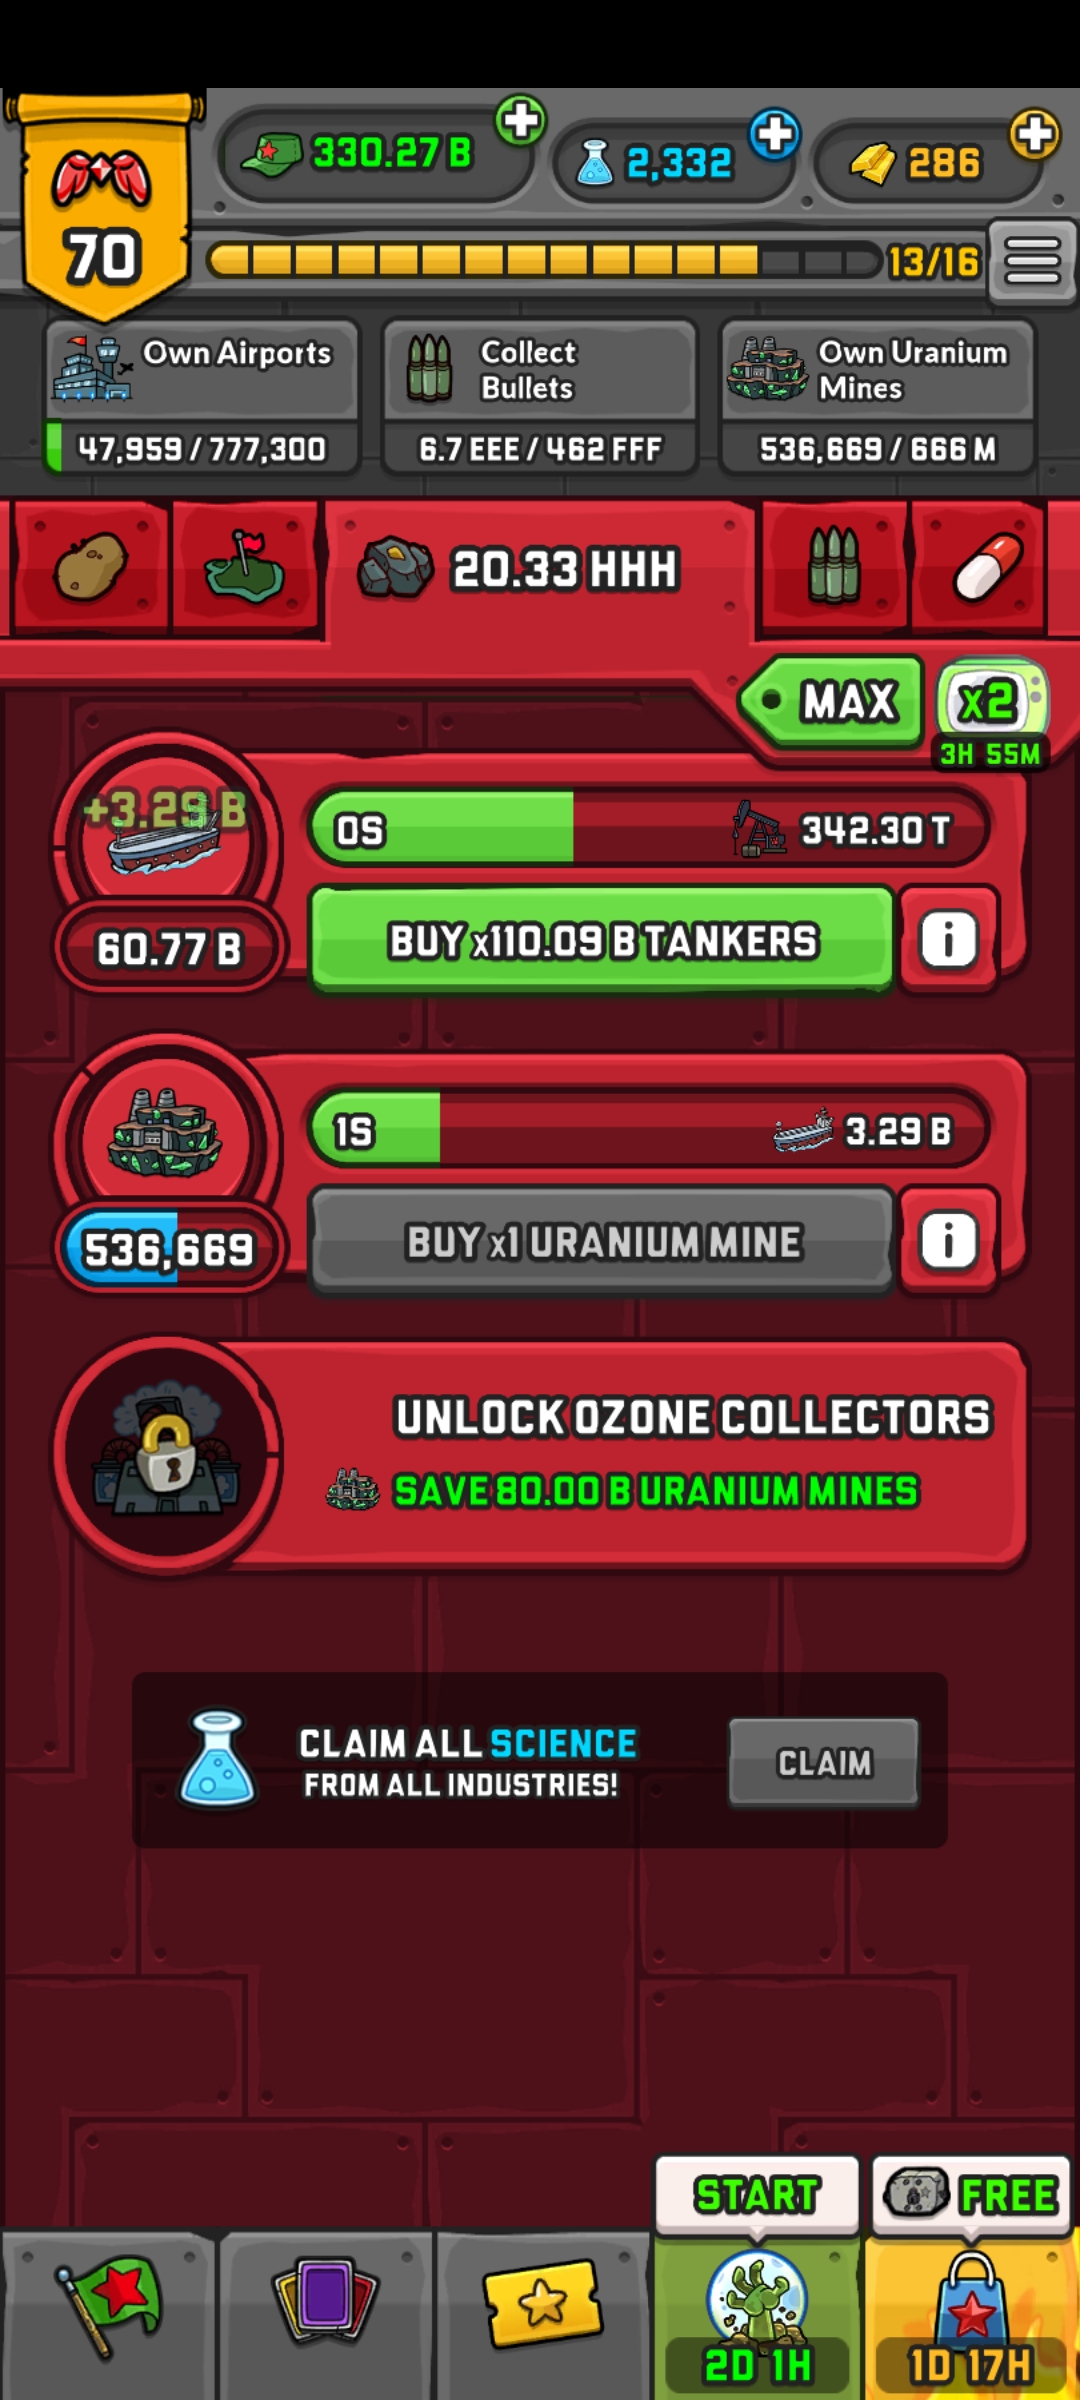 330.27 B
2,332
286
70
13/16
Own Airports
47,959 / 777,300
Collect
Bullets
6.7 EEE / 462 FFF
Own Uranium
Mines
536,669 / 666 M
20.33 HHH
MAX
x2
3H 55M
+3.29 B
0S
342.30 T
60.77 B
BUY x110.09 B TANKERS
i
1S
3.29 B
536,669
BUY x1 URANIUM MINE
i
UNLOCK OZONE COLLECTORS
SAVE 80.00 B URANIUM MINES
CLAIM ALL SCIENCE
FROM ALL INDUSTRIES!
CLAIM
START
FREE
2D 1H
1D 17H